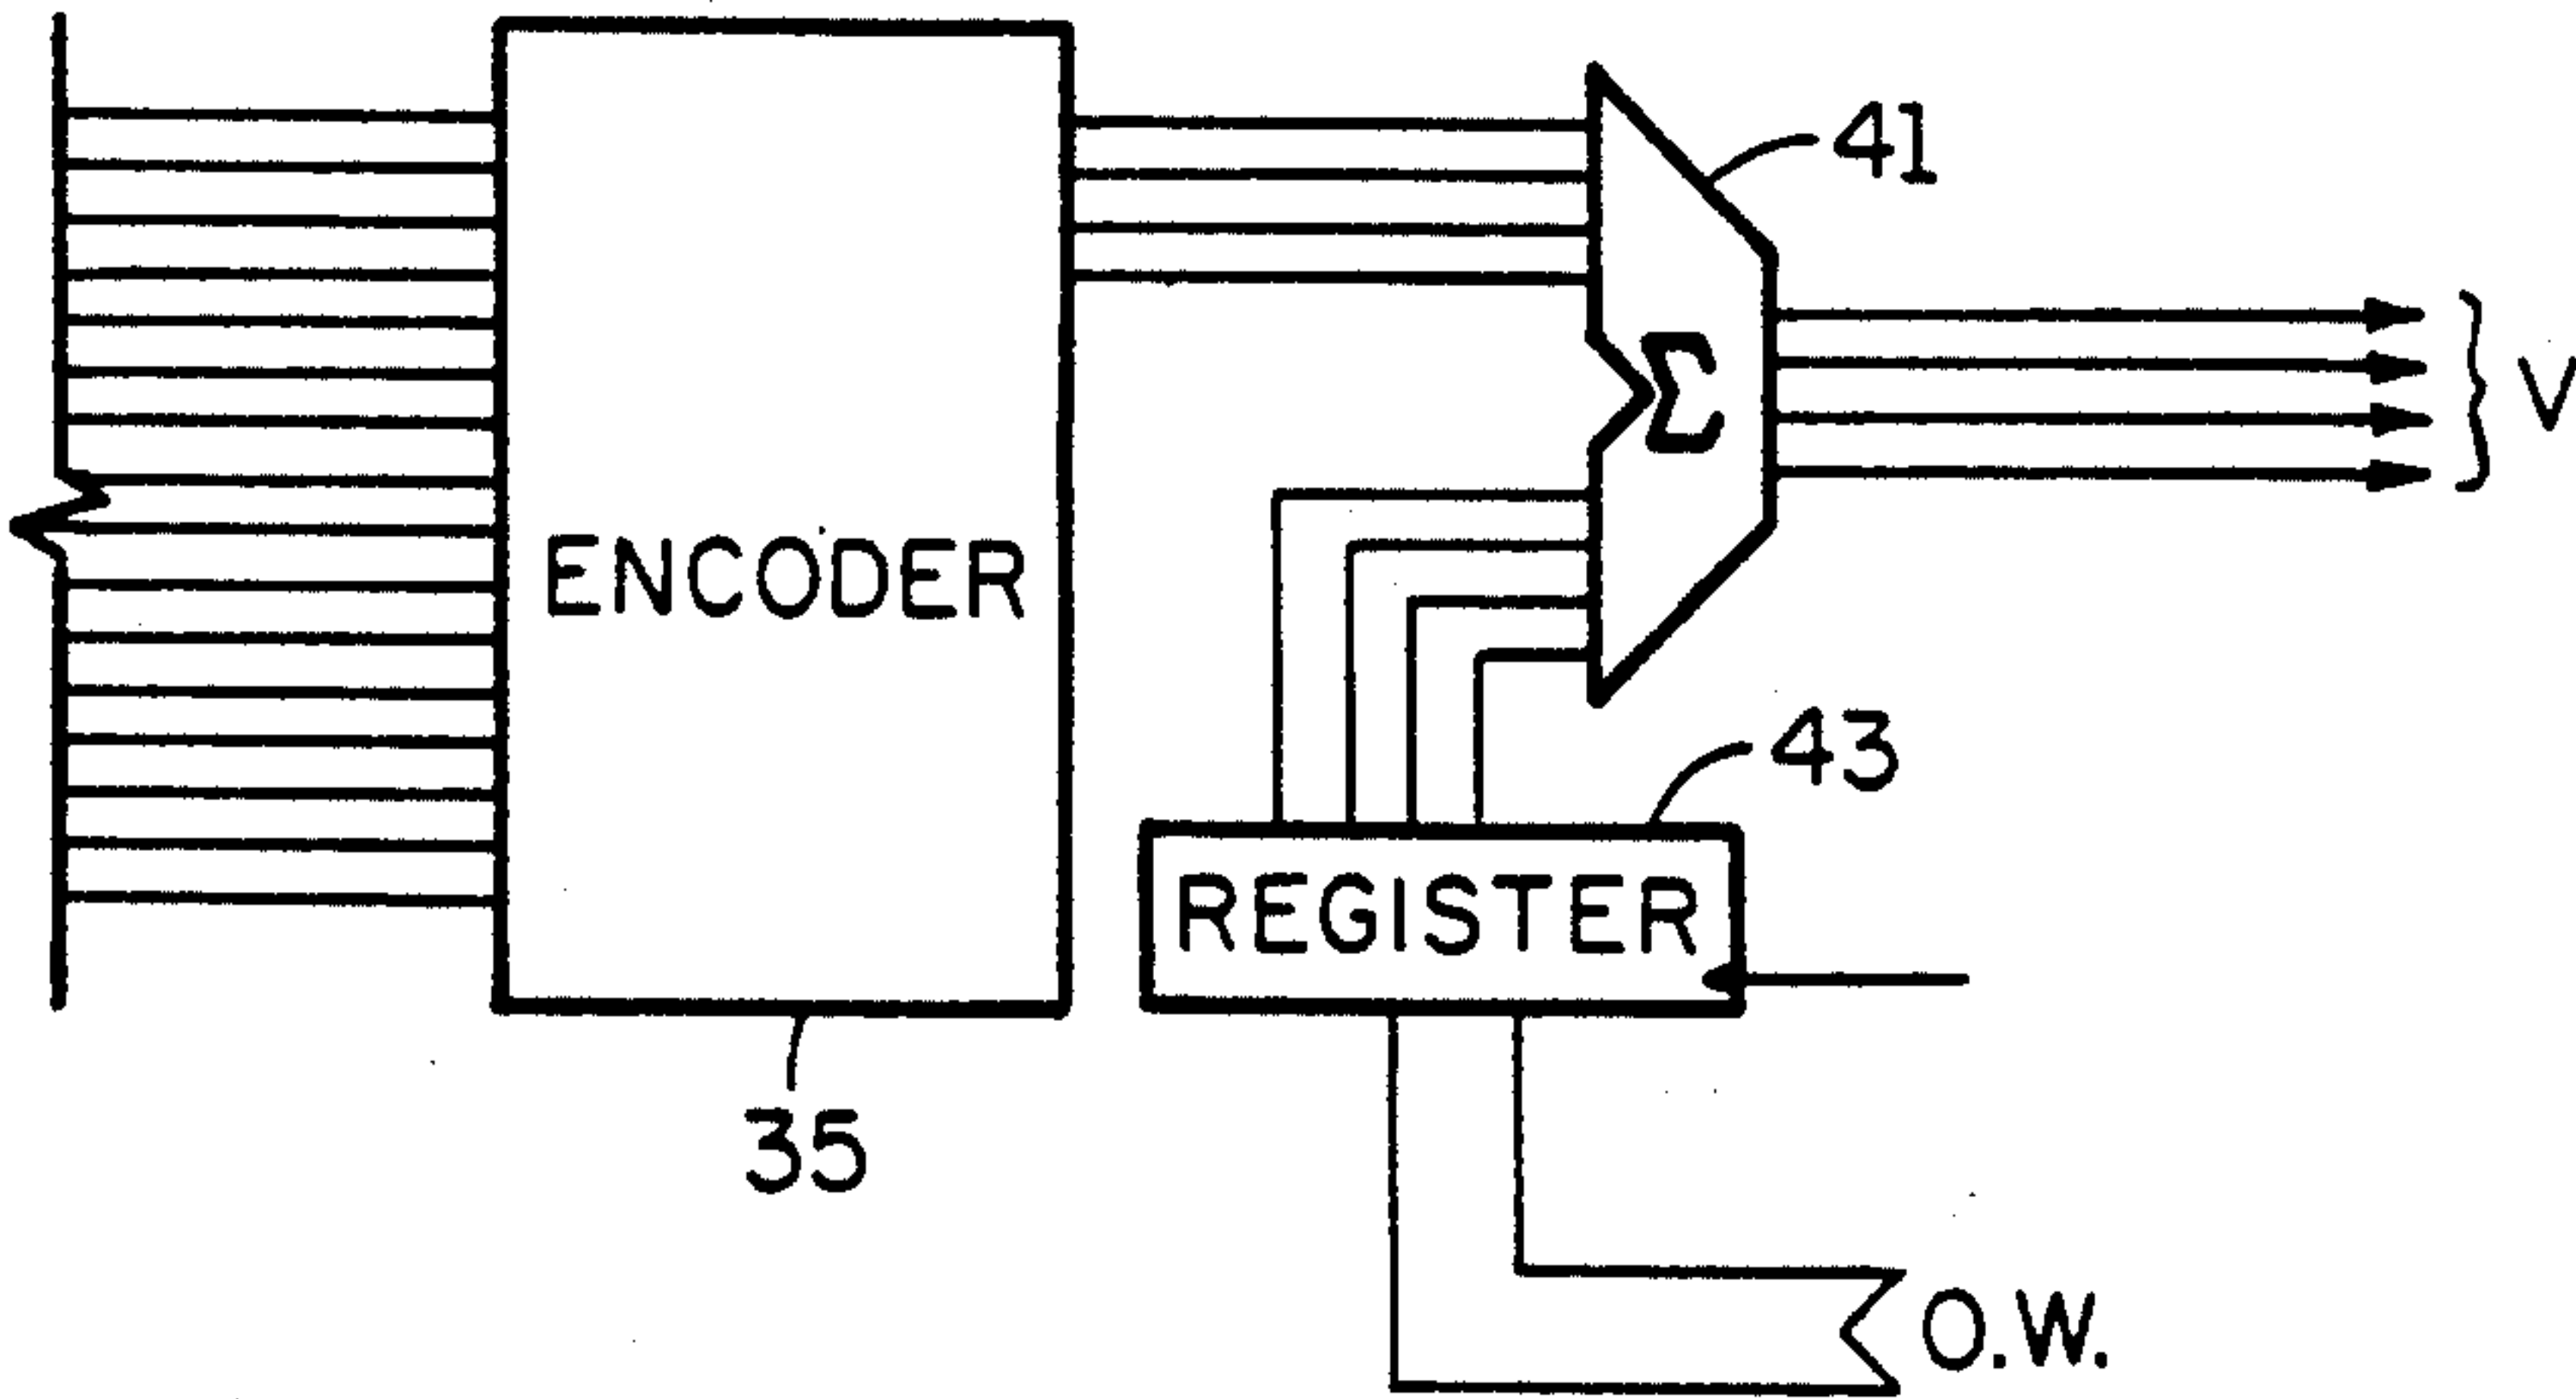 41
Σ
V
ENCODER
43
REGISTER
35
O.W.